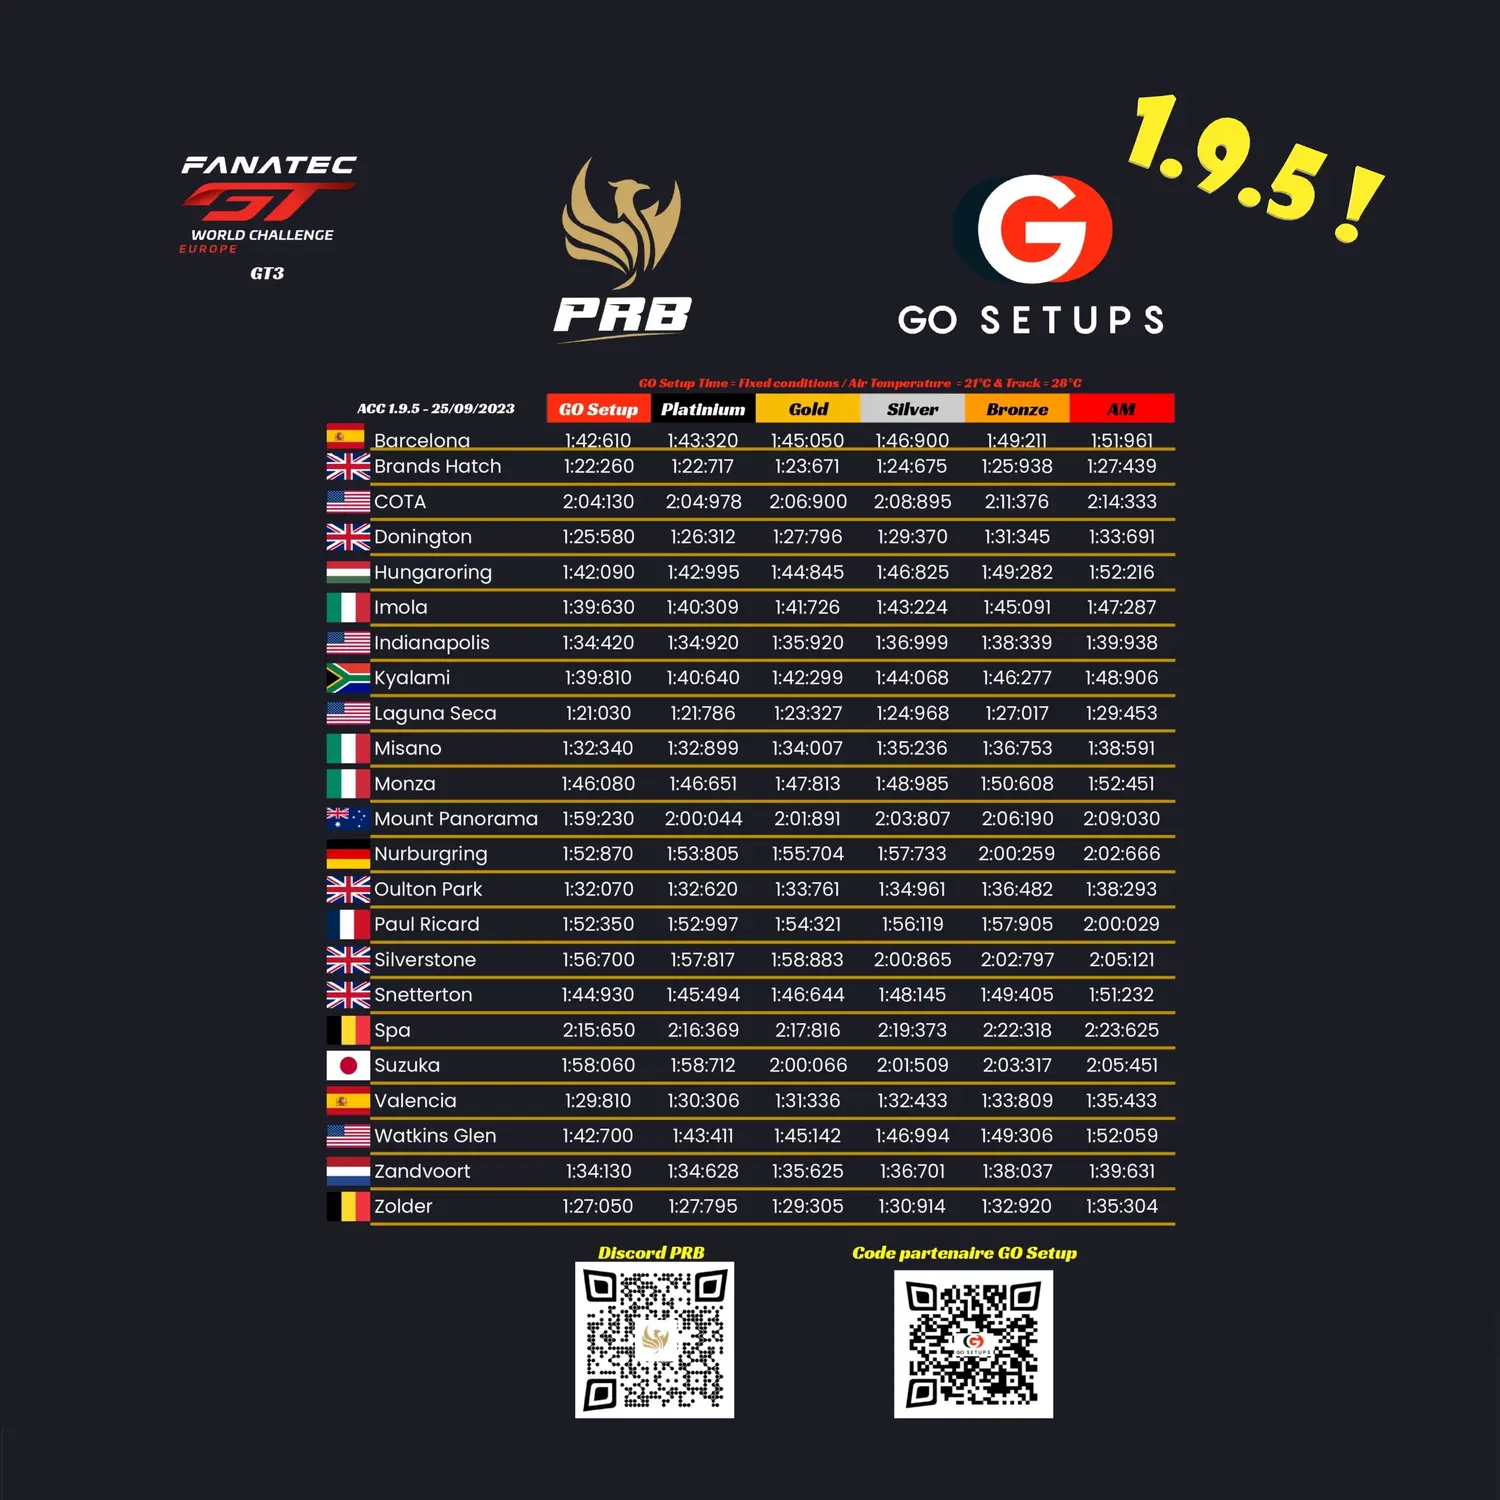 1.9.5 !
FANATEC
GT
WORLD CHALLENGE
EUROPE
GT3
PRB
G
GO SETUPS
GO Setup Time = Fixed conditions / Air Temperature = 21°C & Track = 28°C
ACC 1.9.5 - 25/09/2023 GO Setup Platinium Gold Silver Bronze AM
Barcelona 1:42:610 1:43:320 1:45:050 1:46:900 1:49:211 1:51:961
Brands Hatch 1:22:260 1:22:717 1:23:671 1:24:675 1:25:938 1:27:439
COTA 2:04:130 2:04:978 2:06:900 2:08:895 2:11:376 2:14:333
Donington 1:25:580 1:26:312 1:27:796 1:29:370 1:31:345 1:33:691
Hungaroring 1:42:090 1:42:995 1:44:845 1:46:825 1:49:282 1:52:216
Imola 1:39:630 1:40:309 1:41:726 1:43:224 1:45:091 1:47:287
Indianapolis 1:34:420 1:34:920 1:35:920 1:36:999 1:38:339 1:39:938
Kyalami 1:39:810 1:40:640 1:42:299 1:44:068 1:46:277 1:48:906
Laguna Seca 1:21:030 1:21:786 1:23:327 1:24:968 1:27:017 1:29:453
Misano 1:32:340 1:32:899 1:34:007 1:35:236 1:36:753 1:38:591
Monza 1:46:080 1:46:651 1:47:813 1:48:985 1:50:608 1:52:451
Mount Panorama 1:59:230 2:00:044 2:01:891 2:03:807 2:06:190 2:09:030
Nurburgring 1:52:870 1:53:805 1:55:704 1:57:733 2:00:259 2:02:666
Oulton Park 1:32:070 1:32:620 1:33:761 1:34:961 1:36:482 1:38:293
Paul Ricard 1:52:350 1:52:997 1:54:321 1:56:119 1:57:905 2:00:029
Silverstone 1:56:700 1:57:817 1:58:883 2:00:865 2:02:797 2:05:121
Snetterton 1:44:930 1:45:494 1:46:644 1:48:145 1:49:405 1:51:232
Spa 2:15:650 2:16:369 2:17:816 2:19:373 2:22:318 2:23:625
Suzuka 1:58:060 1:58:712 2:00:066 2:01:509 2:03:317 2:05:451
Valencia 1:29:810 1:30:306 1:31:336 1:32:433 1:33:809 1:35:433
Watkins Glen 1:42:700 1:43:411 1:45:142 1:46:994 1:49:306 1:52:059
Zandvoort 1:34:130 1:34:628 1:35:625 1:36:701 1:38:037 1:39:631
Zolder 1:27:050 1:27:795 1:29:305 1:30:914 1:32:920 1:35:304
Discord PRB
Code partenaire GO Setup
G
GO SETUPS